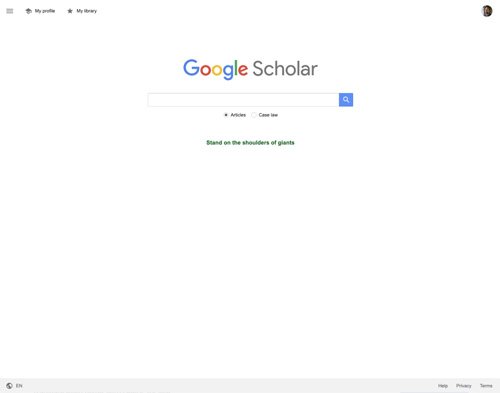 My profile
My library
Google Scholar
Articles
Case law
Stand on the shoulders of giants
EN
Help
Privacy
Terms